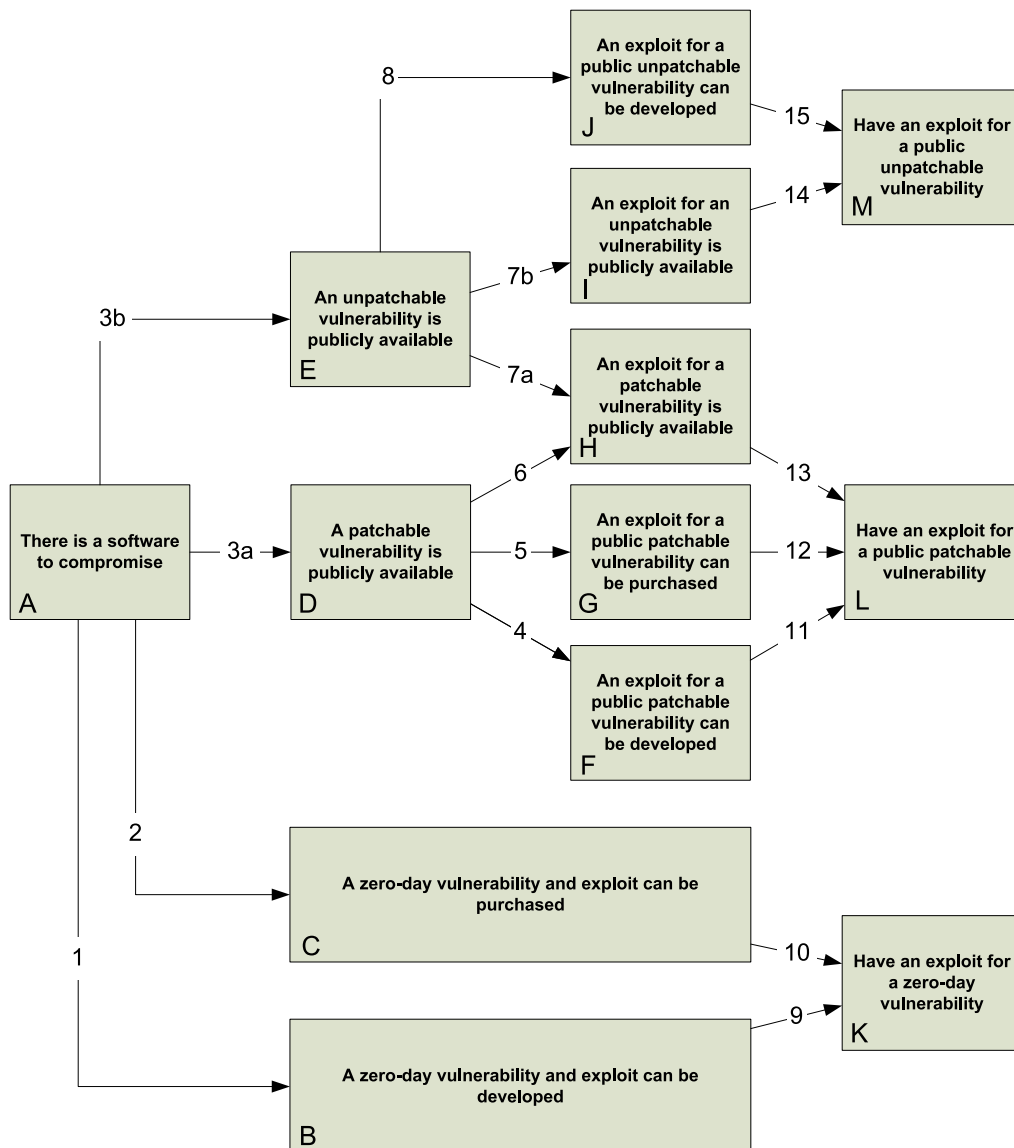 8
An exploit for a
public unpatchable
vulnerability can
be developed
J
15
Have an exploit for
a public
unpatchable
vulnerability
M
An exploit for an
unpatchable
vulnerability is
publicly available
I
14
3b
An unpatchable
vulnerability is
publicly available
E
7b
7a
An exploit for a
patchable
vulnerability is
publicly available
H
6
13
There is a software
to compromise
A
3a
A patchable
vulnerability is
publicly available
D
5
An exploit for a
public patchable
vulnerability can
be purchased
G
12
Have an exploit for
a public patchable
vulnerability
L
4
11
An exploit for a
public patchable
vulnerability can
be developed
F
2
A zero-day vulnerability and exploit can be
purchased
C
1
10
Have an exploit for
a zero-day
vulnerability
K
9
A zero-day vulnerability and exploit can be
developed
B